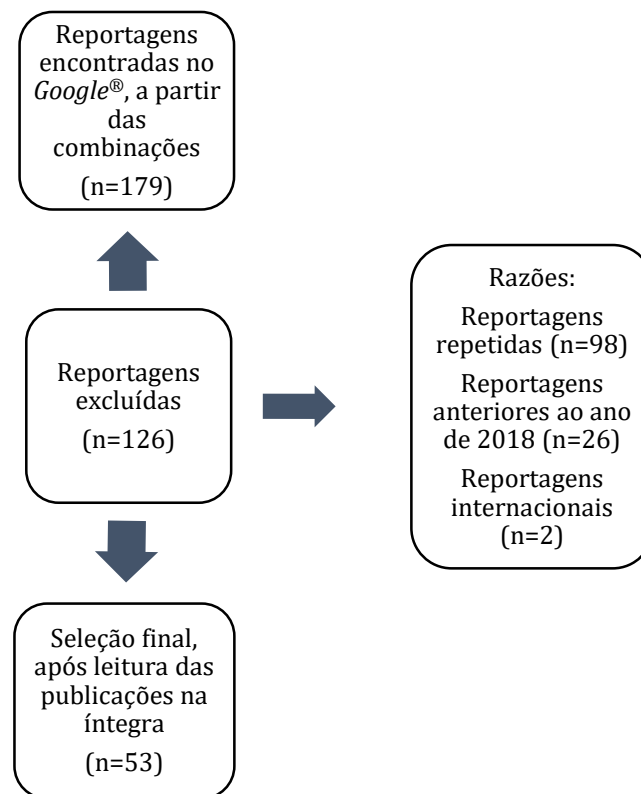 Reportagens
encontradas no
Google®, a partir
das
combinações
(n=179)
Reportagens
excluídas
(n=126)
Razões:
Reportagens
repetidas (n=98)
Reportagens
anteriores ao ano
de 2018 (n=26)
Reportagens
internacionais
(n=2)
Seleção final,
após leitura das
publicações na
íntegra
(n=53)